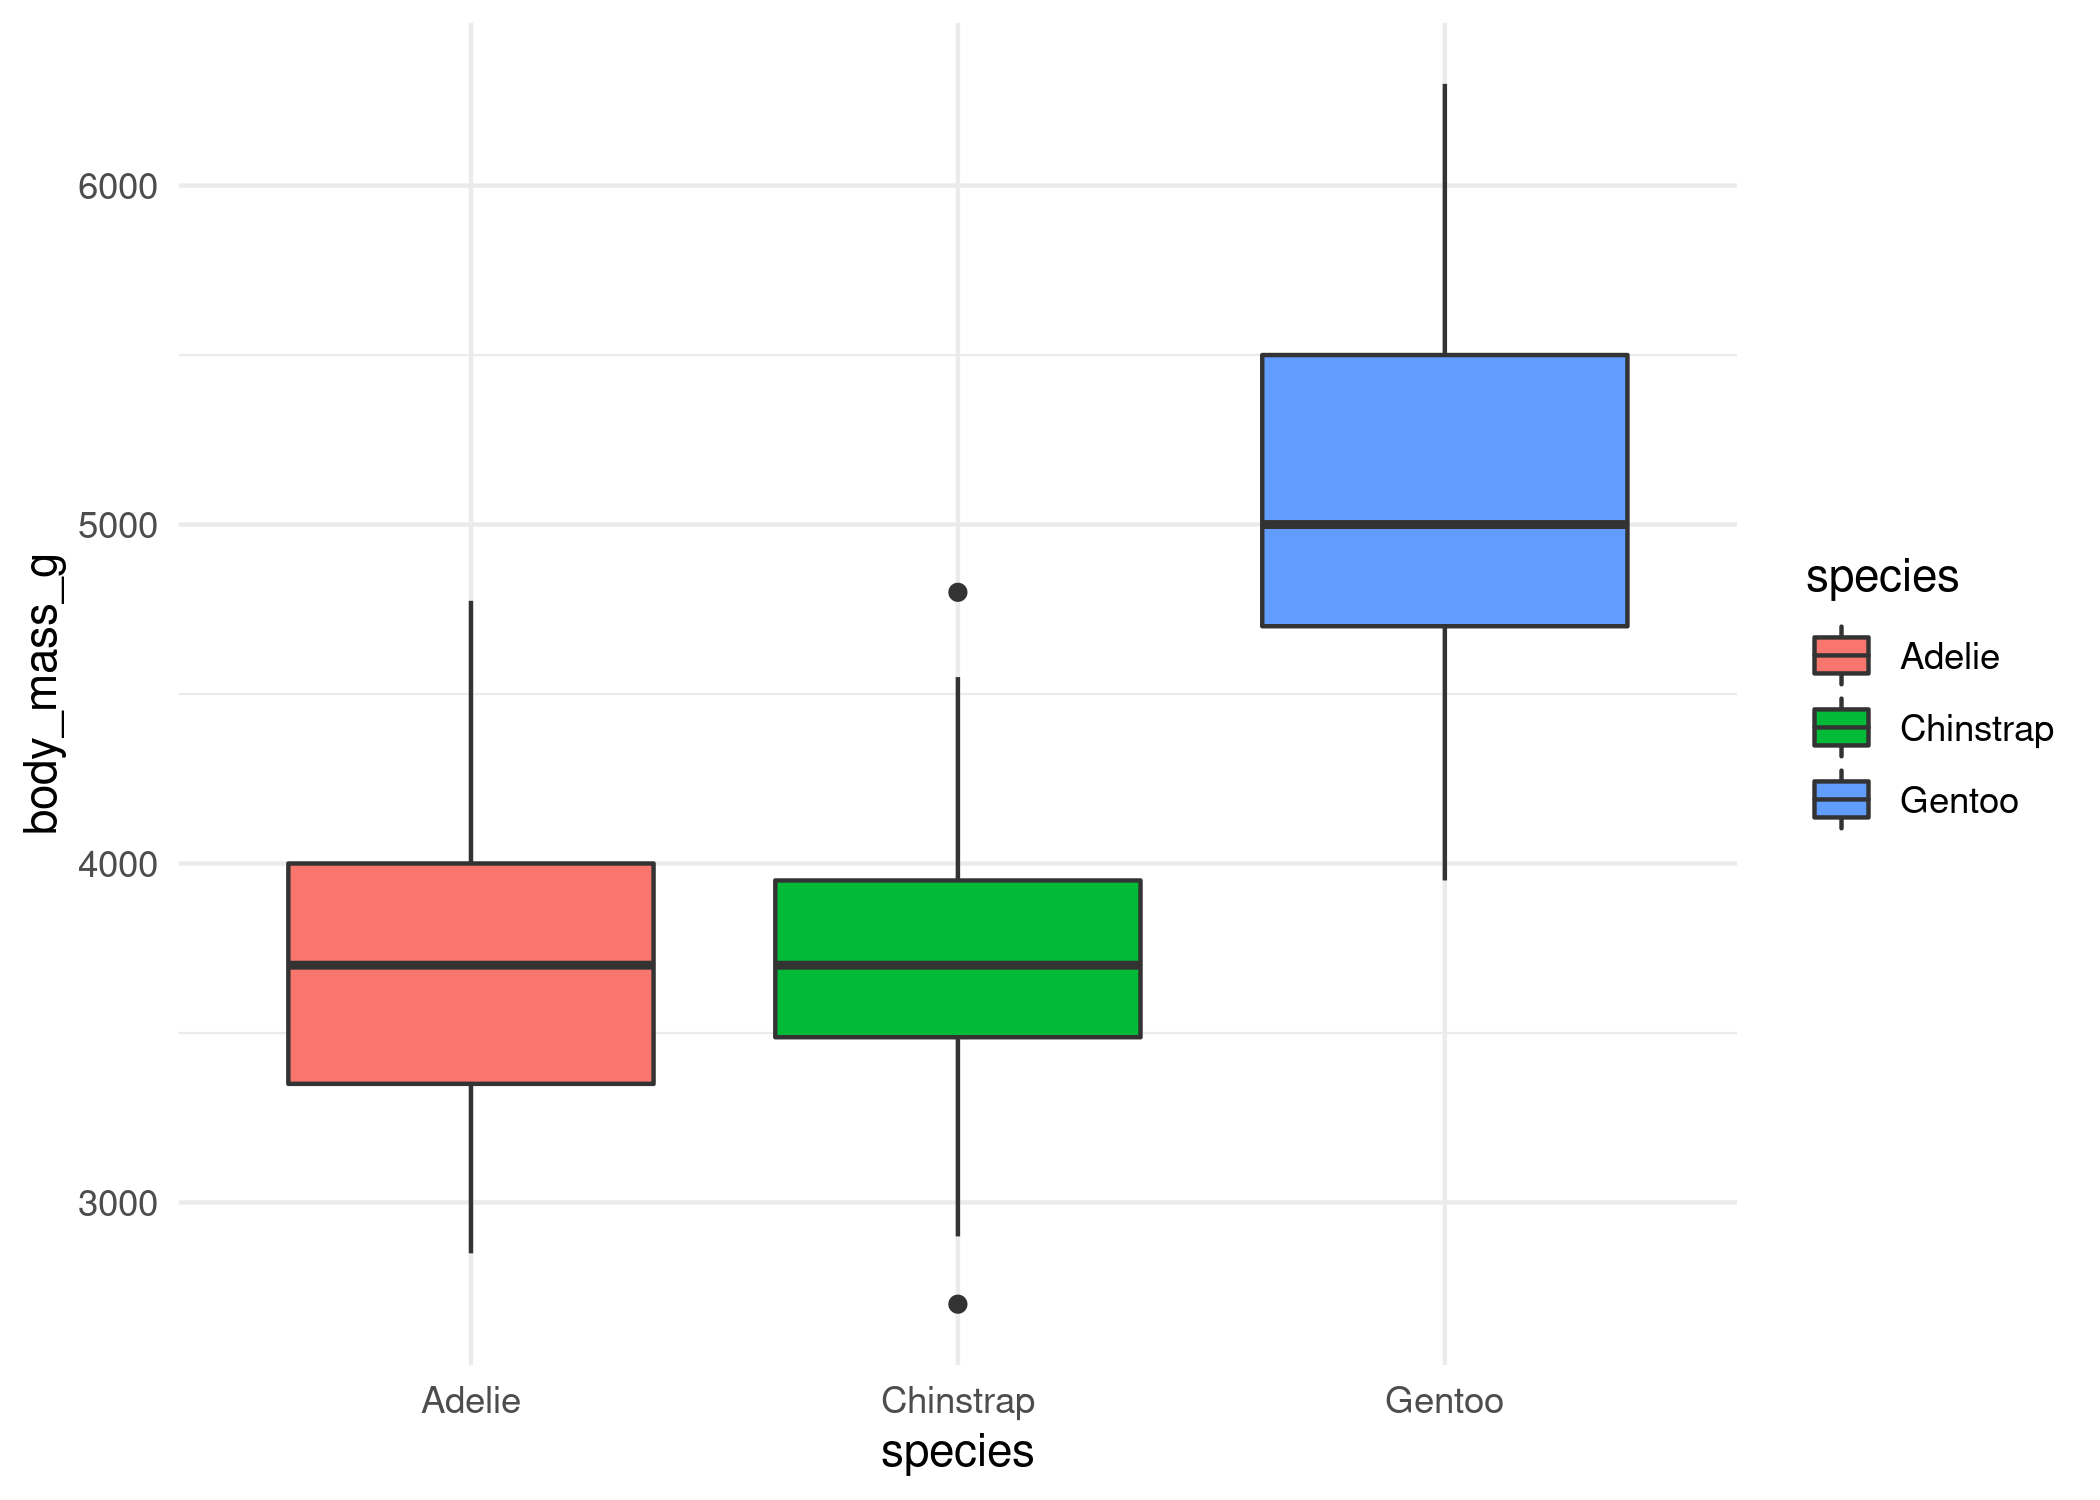 body_mass_g
6000
5000
4000
3000
Adelie
Chinstrap
Gentoo
species
species
Adelie
Chinstrap
Gentoo